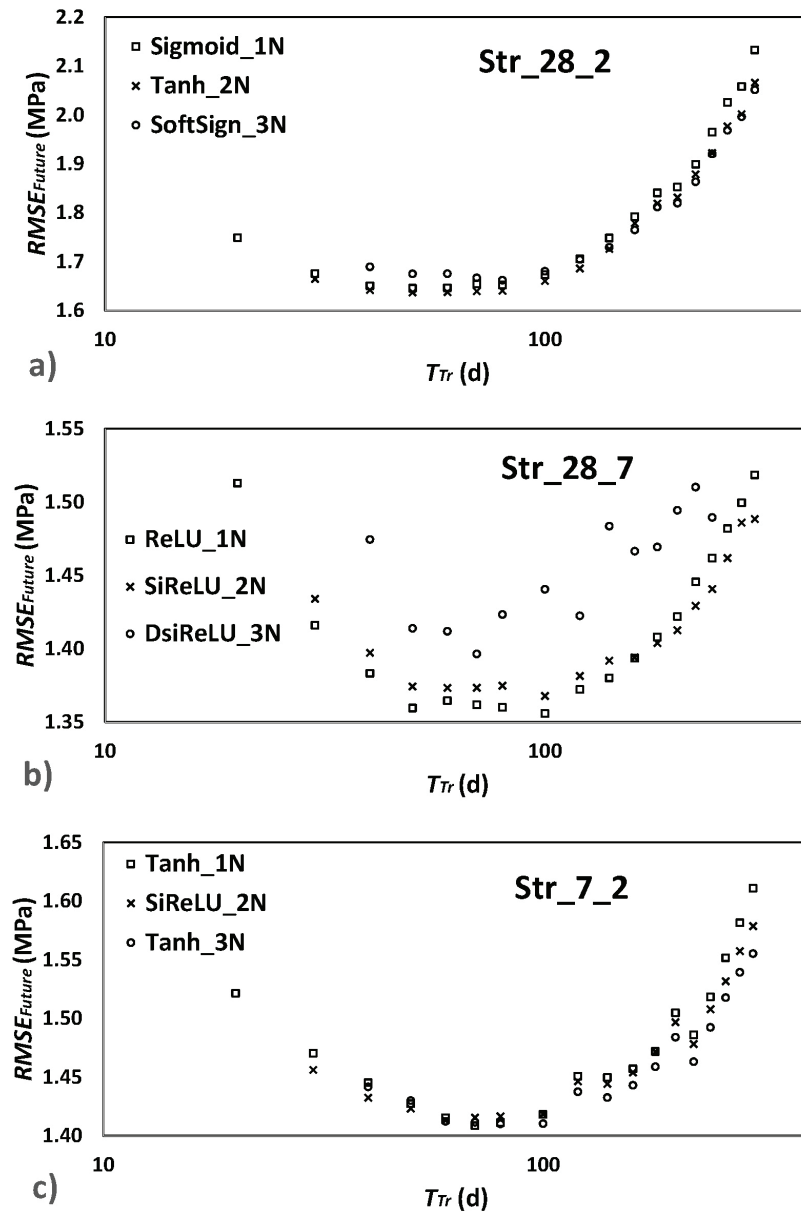 2.2
Sigmoid_1N
Str_28_2
2.1
Tanh_2N
2.0
SoftSign_3N
1.9
1.8
1.7
1.6
RMSEFuture (MPa)
10
100
TTr (d)
a)
1.55
Str_28_7
1.50
ReLU_1N
1.45
SiReLU_2N
DsiReLU_3N
1.40
1.35
RMSEFuture (MPa)
10
100
TTr (d)
b)
1.65
Tanh_1N
Str_7_2
1.60
SiReLU_2N
Tanh_3N
1.55
1.50
1.45
1.40
RMSEFuture (MPa)
10
100
TTr (d)
c)